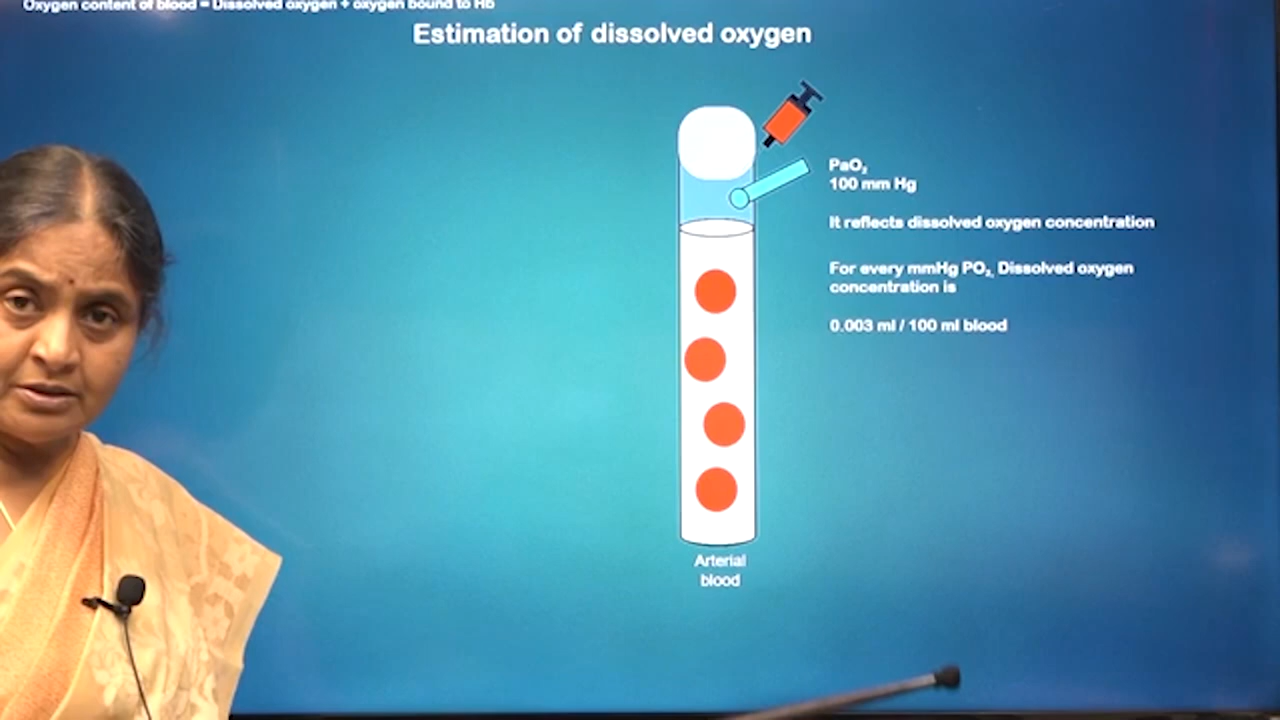 Oxygen content of blood = Dissolved oxygen + oxygen bound to Hb
Estimation of dissolved oxygen
PaO₂
100 mm Hg
It reflects dissolved oxygen concentration
For every mmHg PO₂, Dissolved oxygen
concentration is
0.003 ml / 100 ml blood
Arterial
blood